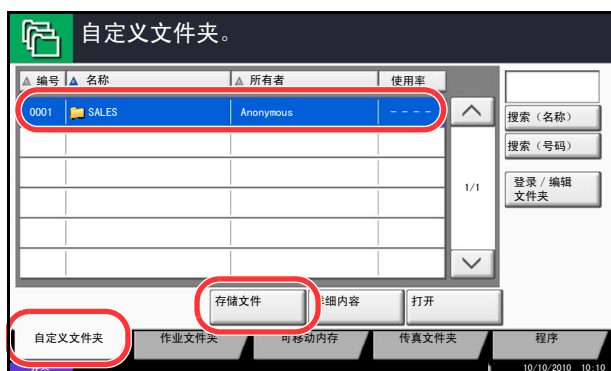 自定义文件夹。
编号 名称 所有者 使用率
0001 SALES Anonymous - - - -
搜索（名称）
搜索（号码）
1/1
登录 / 编辑
文件夹
存储文件 详细内容 打开
自定义文件夹 作业文件夹 可移动内存 传真文件夹 程序
10/10/2010 10:10